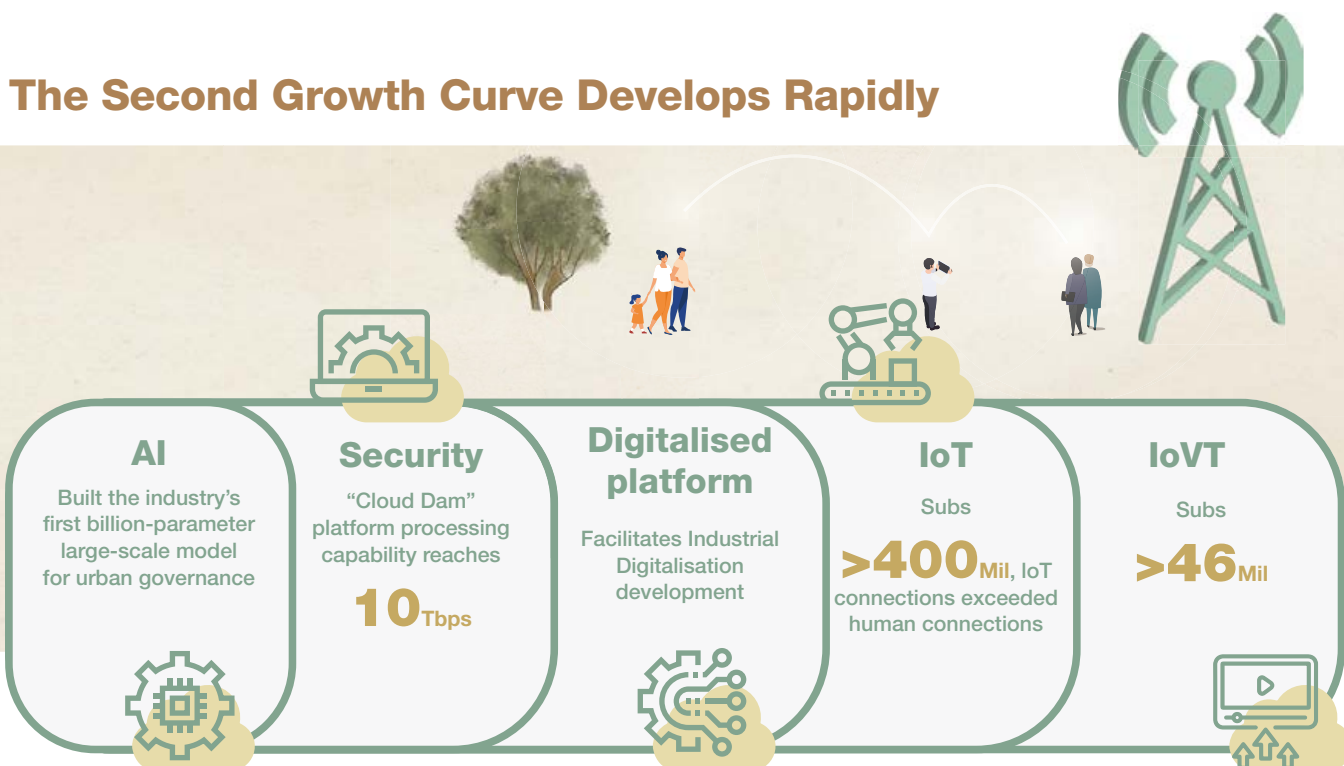 The Second Growth Curve Develops Rapidly
AI
Built the industry’s
first billion-parameter
large-scale model
for urban governance
Security
“Cloud Dam”
platform processing
capability reaches
10Tbps
Digitalised
platform
Facilitates Industrial
Digitalisation
development
IoT
Subs
>400Mil, IoT
connections exceeded
human connections
IoVT
Subs
>46Mil